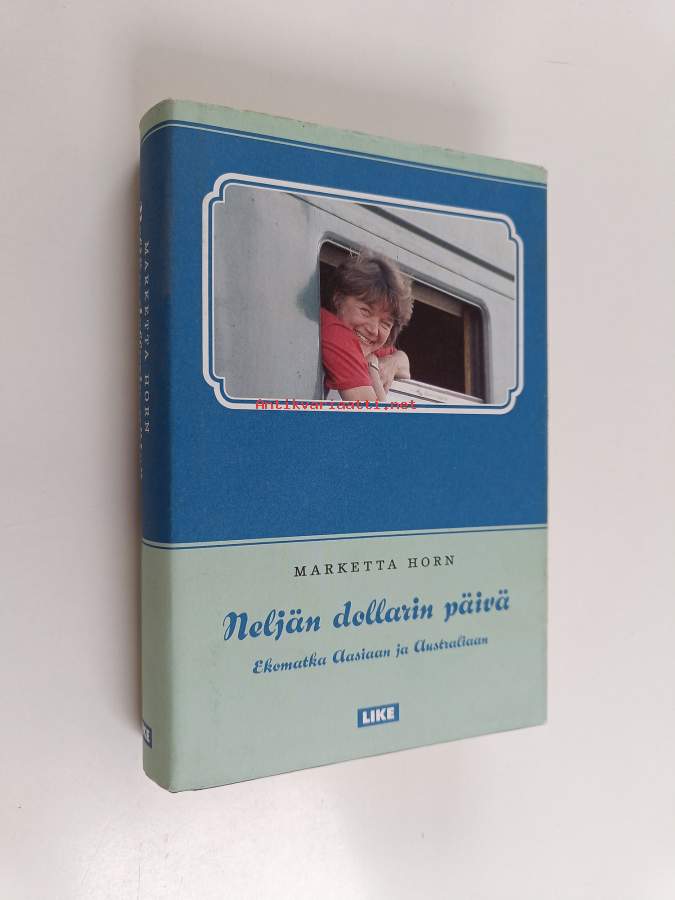 Antikvariaatti.net
MARKETTA HORN
Neljän dollarin päivä
Ekomatka Aasiaan ja Australiaan
LIKE
MARKETTA HORN